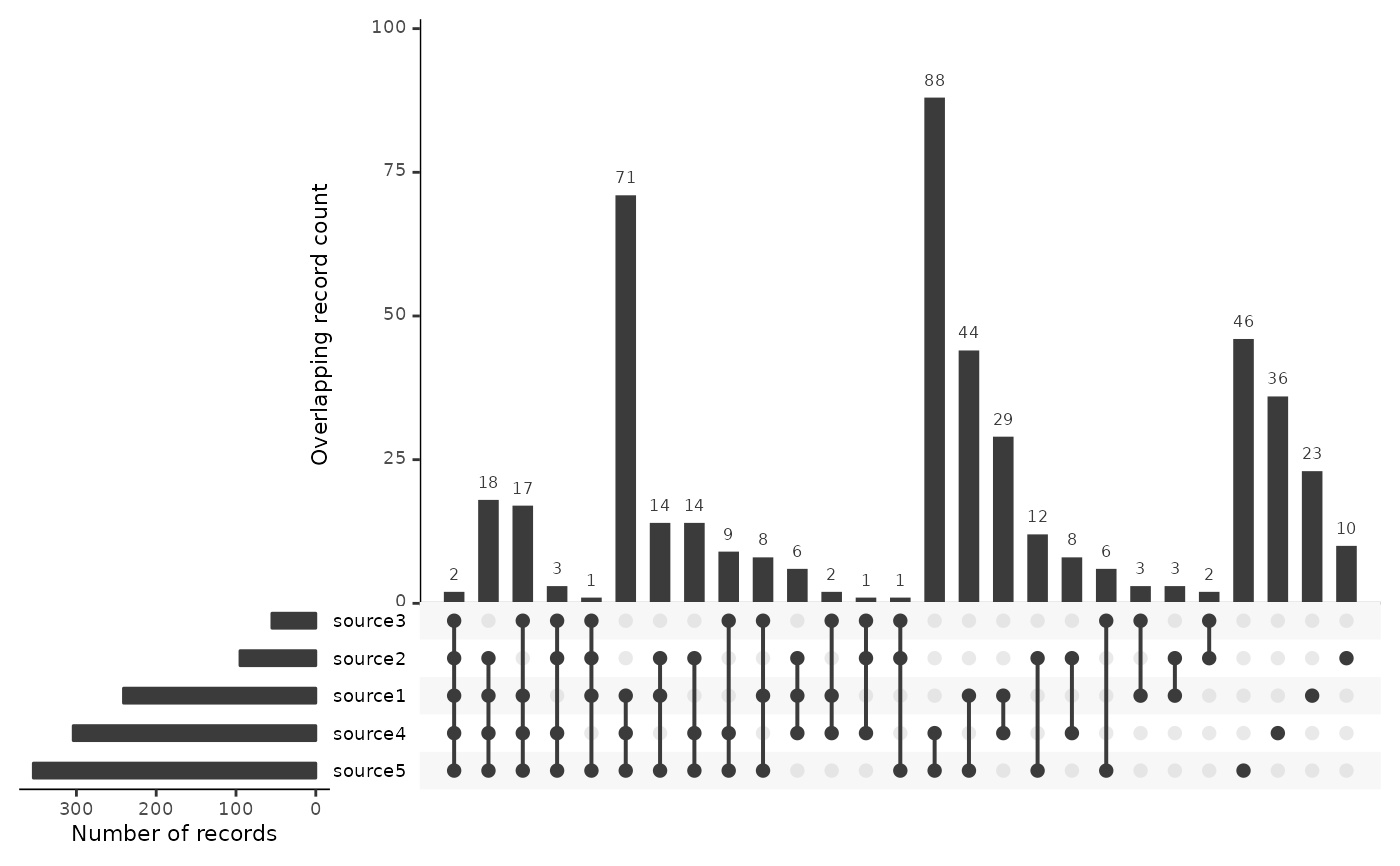 100
75
50
25
0
Overlapping record count
2 18 17 3 1 71 14 14 9 8 6 2 1 1 88 44 29 12 8 6 3 3 2 46 36 23 10
source3
source2
source1
source4
source5
300 200 100 0
Number of records